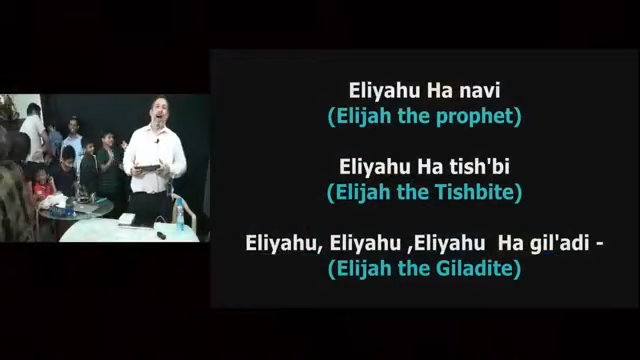 Eliyahu Ha navi
(Elijah the prophet)
Eliyahu Ha tish'bi
(Elijah the Tishbite)
Eliyahu, Eliyahu ,Eliyahu Ha gil'adi -
(Elijah the Giladite)